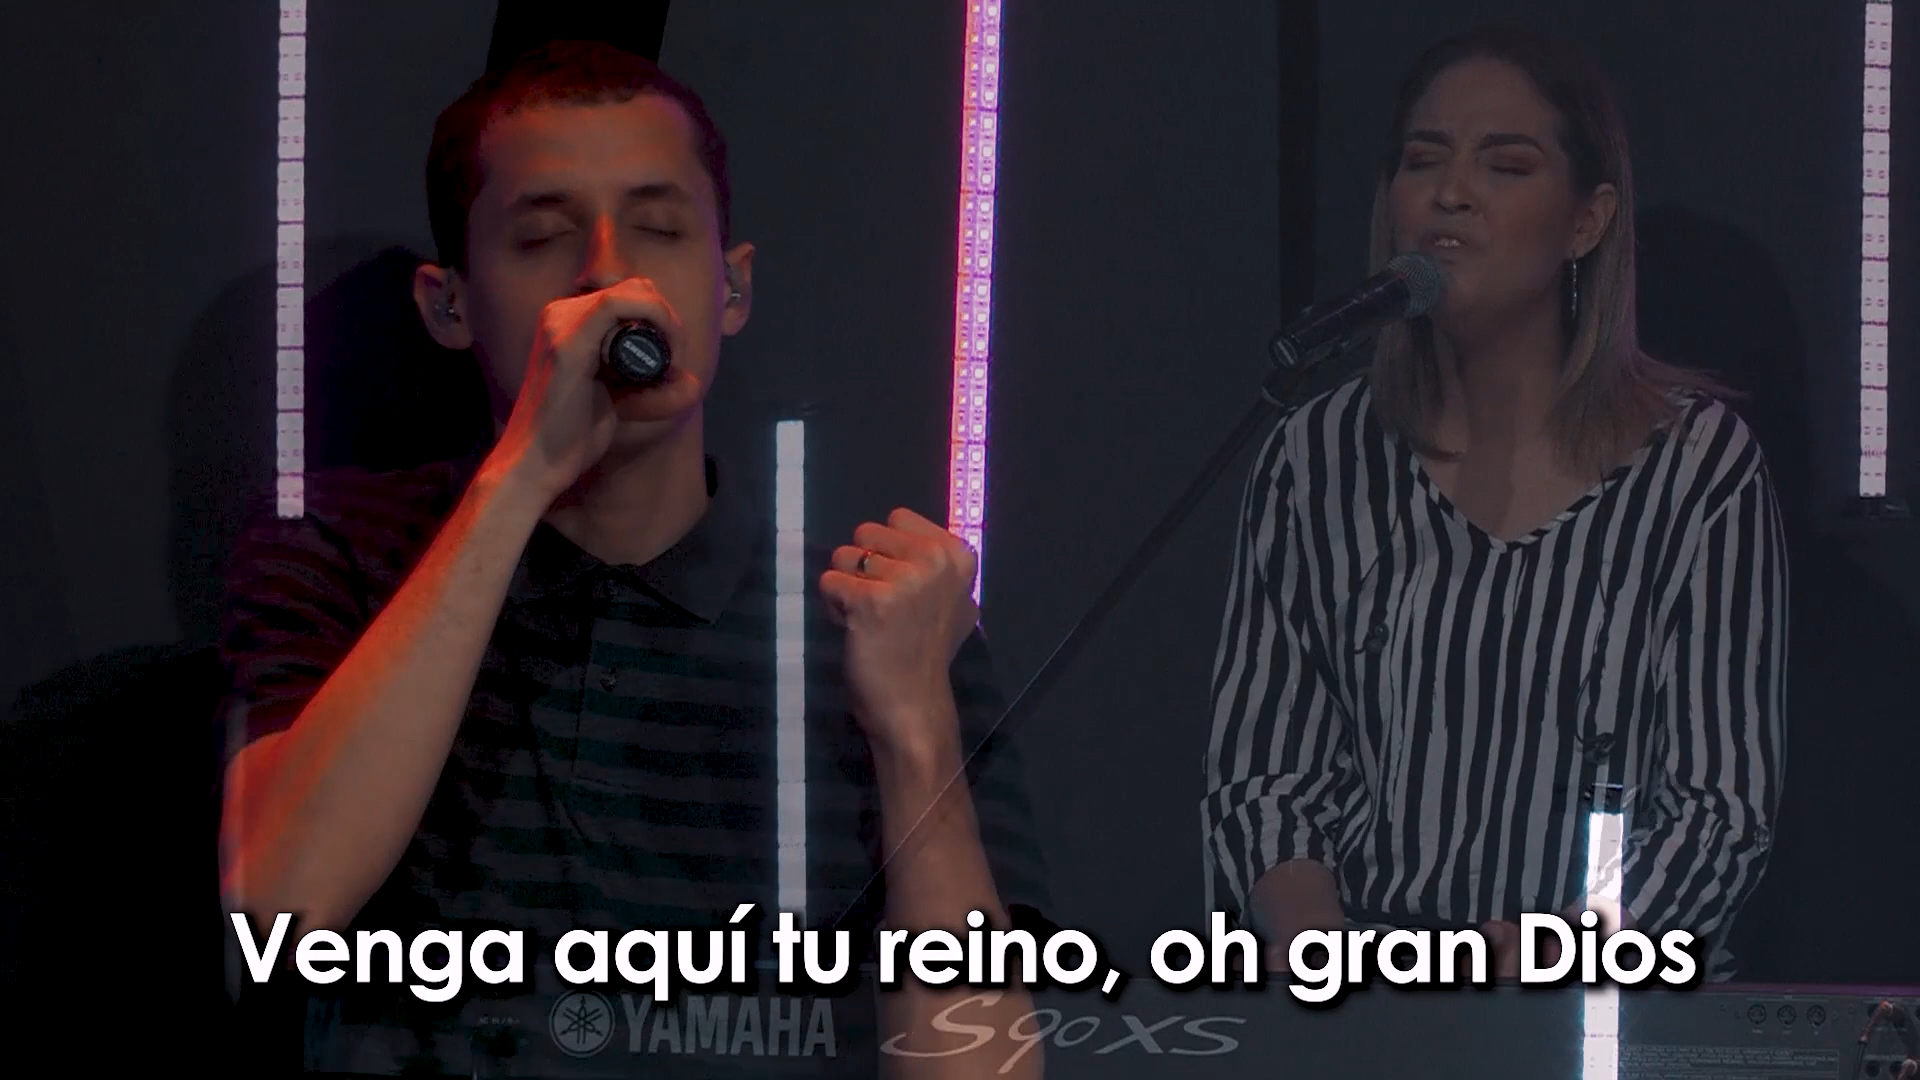 Venga aquí tu reino, oh gran Dios
YAMAHA S90XS